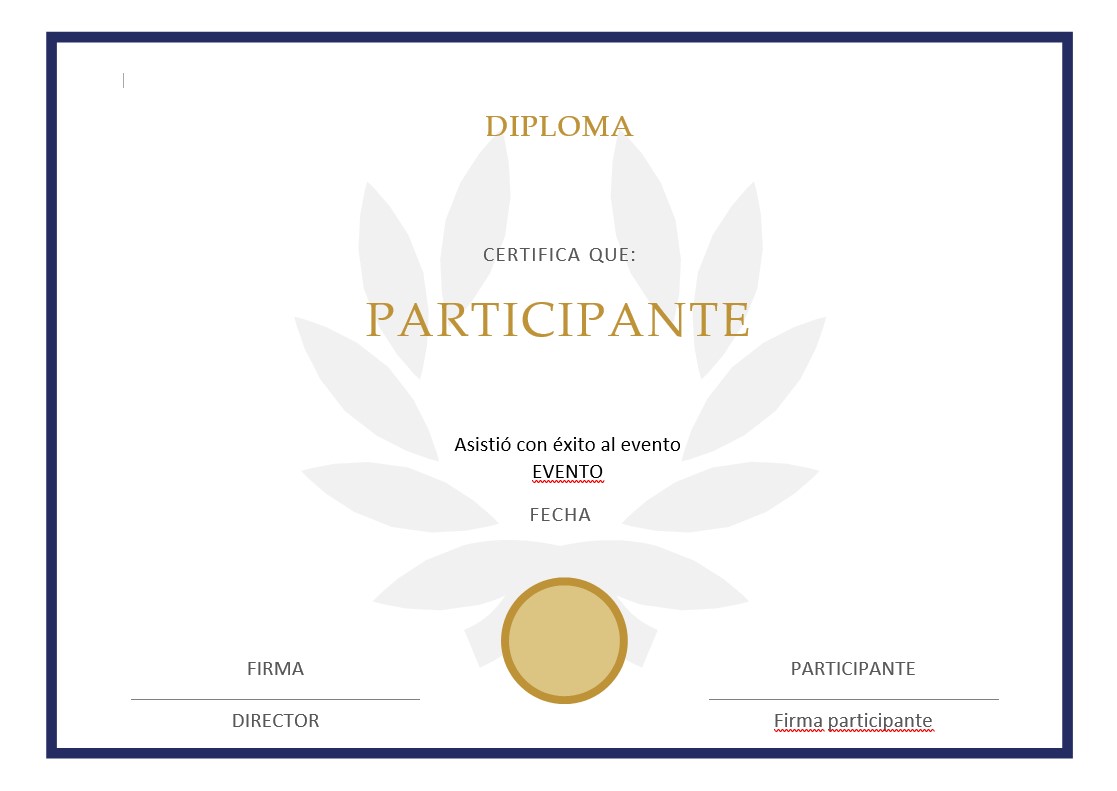 DIPLOMA
CERTIFICA QUE:
PARTICIPANTE
Asistió con éxito al evento
EVENTO
FECHA
FIRMA
DIRECTOR
PARTICIPANTE
Firma participante